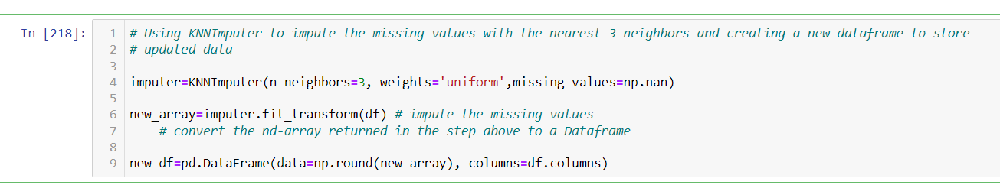 In [218]:
1 # Using KNNImputer to impute the missing values with the nearest 3 neighbors and creating a new dataframe to store
2 # updated data
3
4 imputer=KNNImputer(n_neighbors=3, weights='uniform',missing_values=np.nan)
5
6 new_array=imputer.fit_transform(df) # impute the missing values
7     # convert the nd-array returned in the step above to a Dataframe
8
9 new_df=pd.DataFrame(data=np.round(new_array), columns=df.columns)